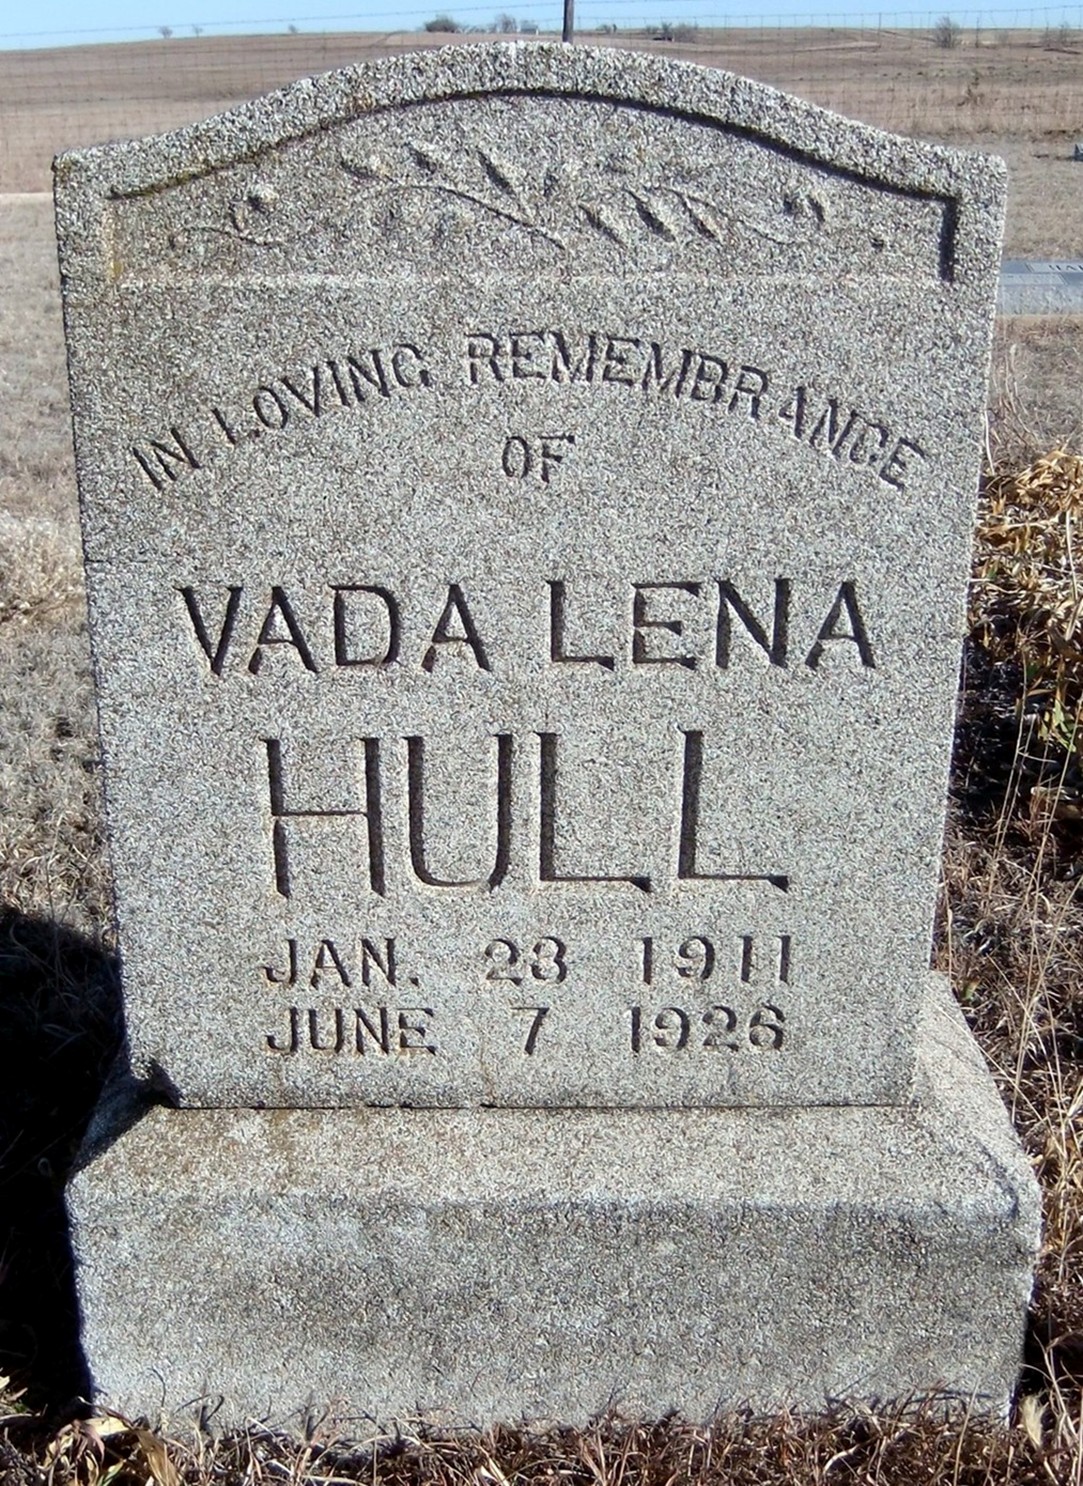 IN LOVING REMEMBRANCE
OF
VADA LENA
HULL
JAN. 23 1911
JUNE 7 1926